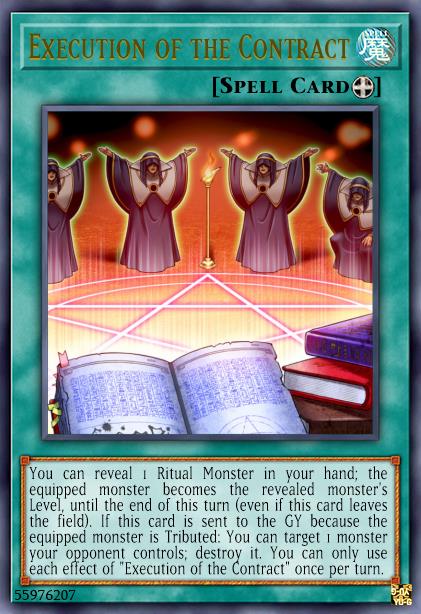 EXECUTION OF THE CONTRACT
SPELL
魔
[SPELL CARD]
You can reveal 1 Ritual Monster in your hand; the
equipped monster becomes the revealed monster's
Level, until the end of this turn (even if this card leaves
the field). If this card is sent to the GY because the
equipped monster is Tributed: You can target 1 monster
your opponent controls; destroy it. You can only use
each effect of "Execution of the Contract" once per turn.
55976207